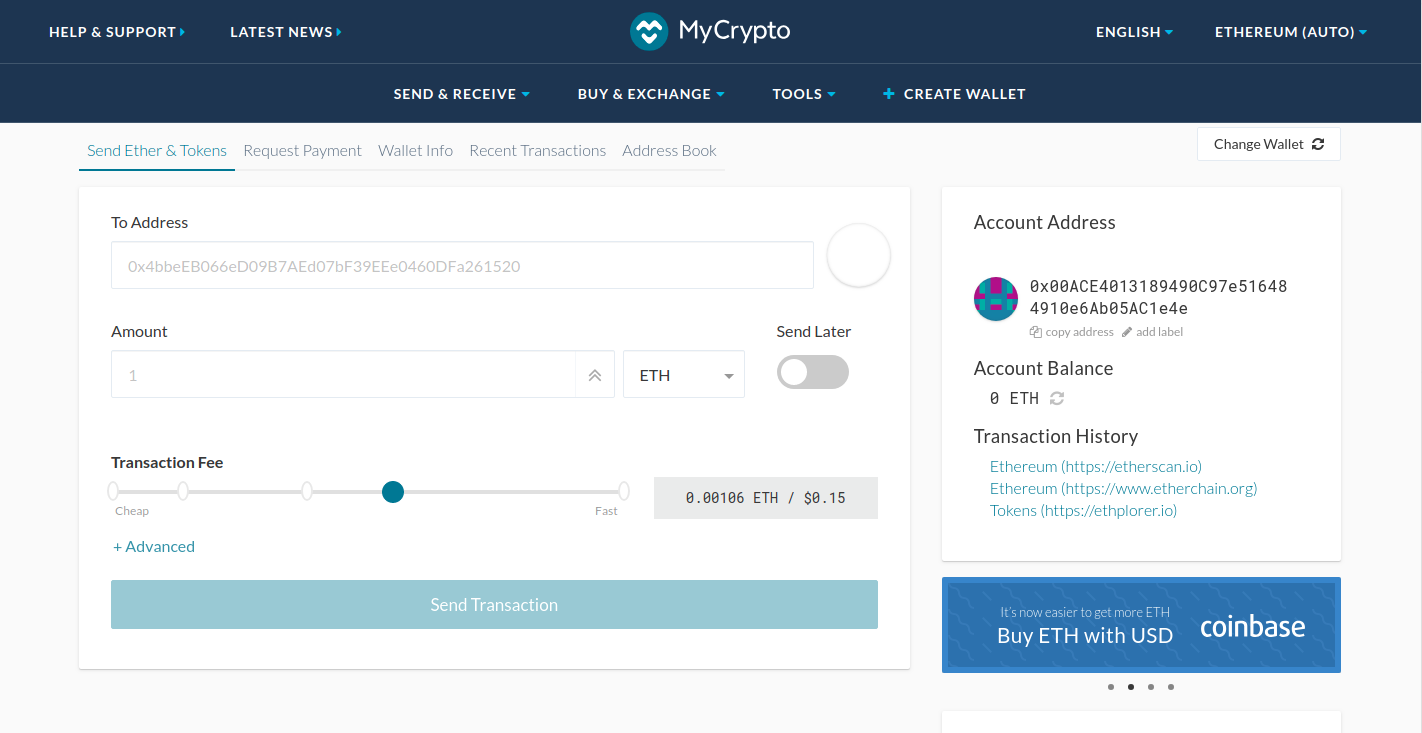 HELP & SUPPORT
LATEST NEWS
MyCrypto
ENGLISH
ETHEREUM (AUTO)
SEND & RECEIVE
BUY & EXCHANGE
TOOLS
CREATE WALLET
Send Ether & Tokens
Request Payment
Wallet Info
Recent Transactions
Address Book
Change Wallet
To Address
0x4bbeEB066eD09B7AEd07bF39EEe0460DFa261520
Amount
Send Later
1
ETH
Transaction Fee
Cheap
Fast
0.00106 ETH / $0.15
+ Advanced
Send Transaction
Account Address
0x00ACE4013189490C97e51648
4910e6Ab05AC1e4e
copy address
add label
Account Balance
0 ETH
Transaction History
Ethereum (https://etherscan.io)
Ethereum (https://www.etherchain.org)
Tokens (https://ethplorer.io)
It's now easier to get more ETH
Buy ETH with USD
coinbase